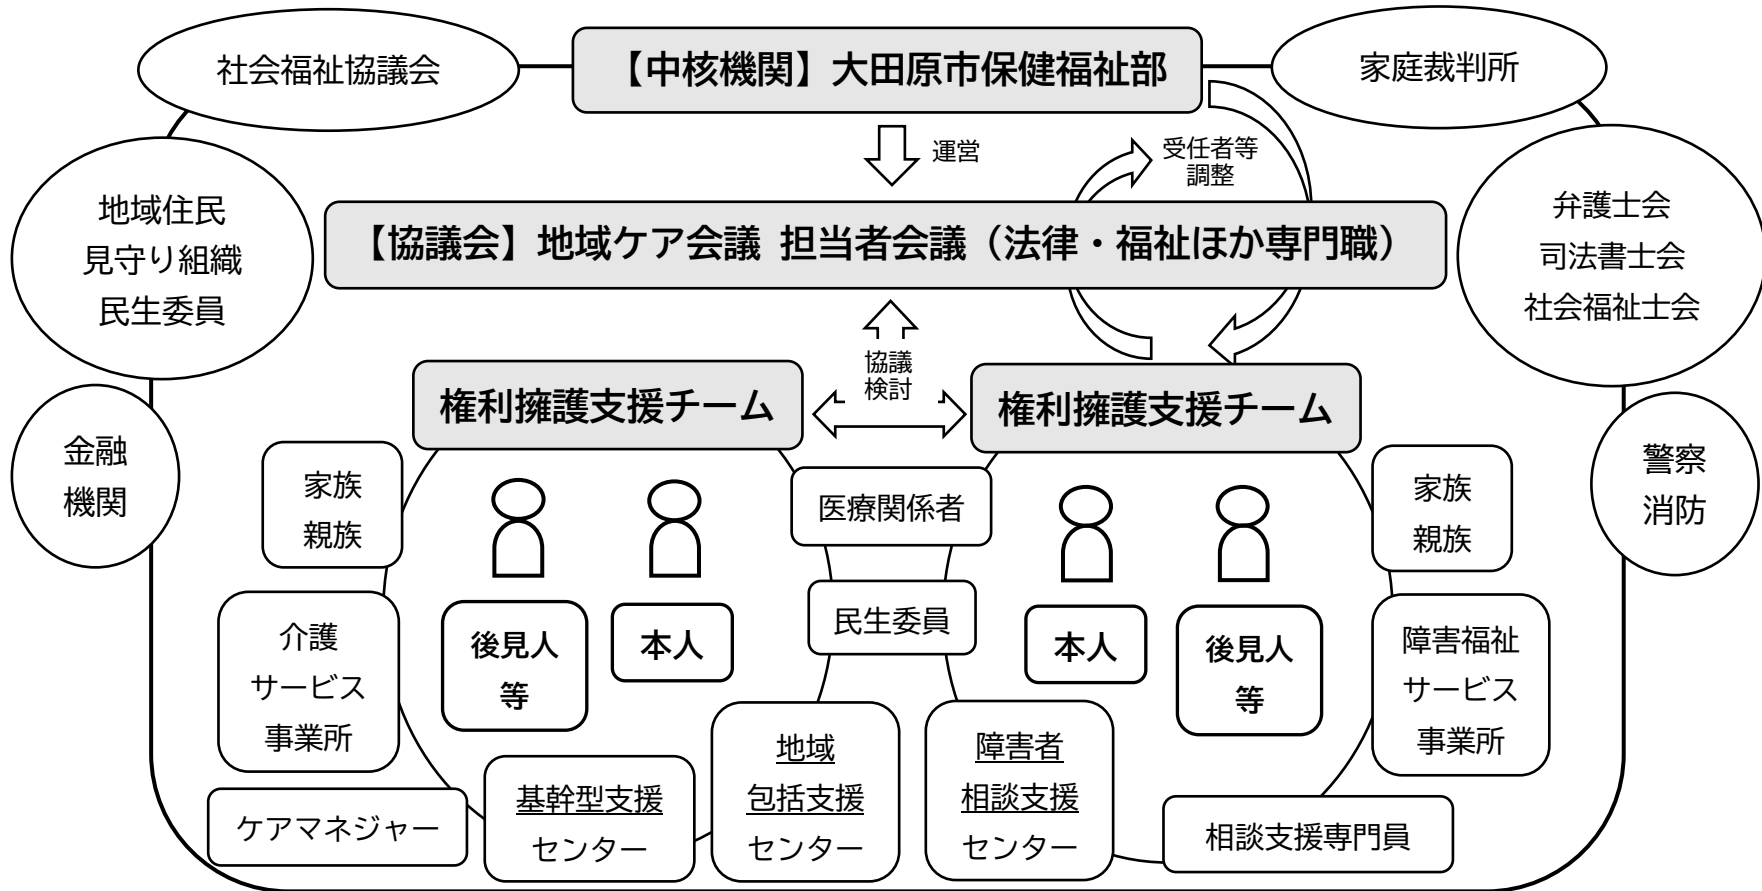 社会福祉協議会
【中核機関】大田原市保健福祉部
家庭裁判所
運営
受任者等
調整
地域住民
見守り組織
民生委員
【協議会】地域ケア会議 担当者会議（法律・福祉ほか専門職）
弁護士会
司法書士会
社会福祉士会
協議
検討
権利擁護支援チーム
権利擁護支援チーム
金融
機関
警察
消防
家族
親族
医療関係者
家族
親族
民生委員
後見人
等
本人
本人
後見人
等
介護
サービス
事業所
障害福祉
サービス
事業所
ケアマネジャー
基幹型支援
センター
地域
包括支援
センター
障害者
相談支援
センター
相談支援専門員